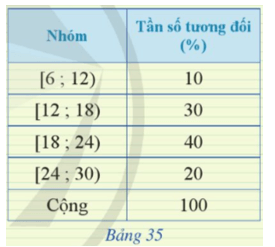 Nhóm Tần số tương đối (%)
[6 ; 12) 10
[12 ; 18) 30
[18 ; 24) 40
[24 ; 30) 20
Cộng 100
Bảng 35